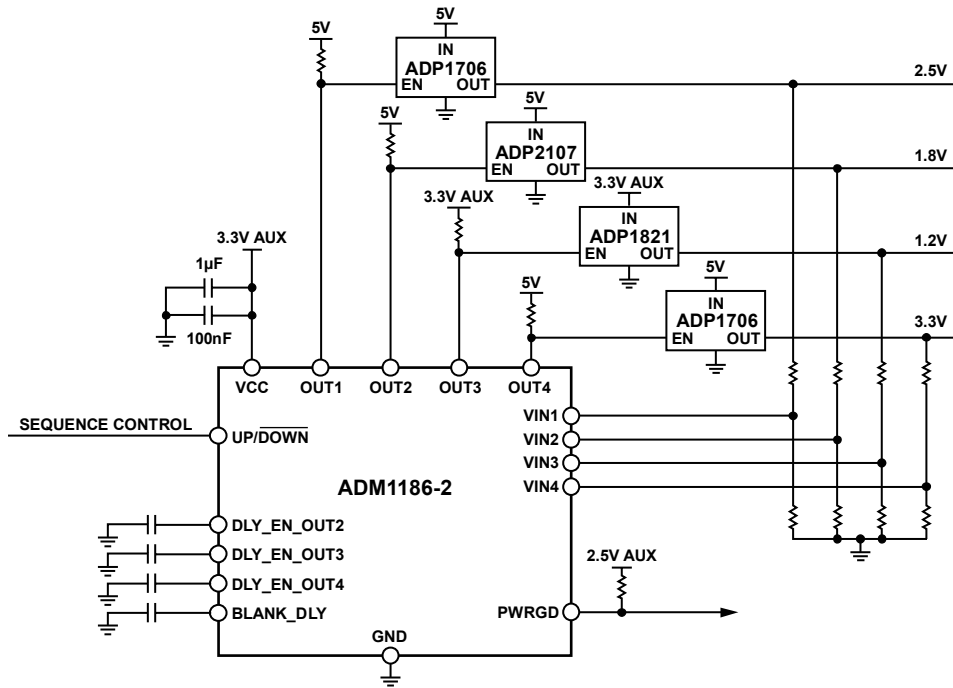 5V
5V
IN
ADP1706
EN OUT
2.5V
5V
5V
IN
ADP2107
EN OUT
1.8V
3.3V AUX
3.3V AUX
IN
ADP1821
EN OUT
1.2V
3.3V AUX
1µF
100nF
5V
5V
IN
ADP1706
EN OUT
3.3V
VCC OUT1 OUT2 OUT3 OUT4
SEQUENCE CONTROL
UP/DOWN
VIN1
VIN2
VIN3
VIN4
ADM1186-2
DLY_EN_OUT2
DLY_EN_OUT3
DLY_EN_OUT4
BLANK_DLY
2.5V AUX
PWRGD
GND